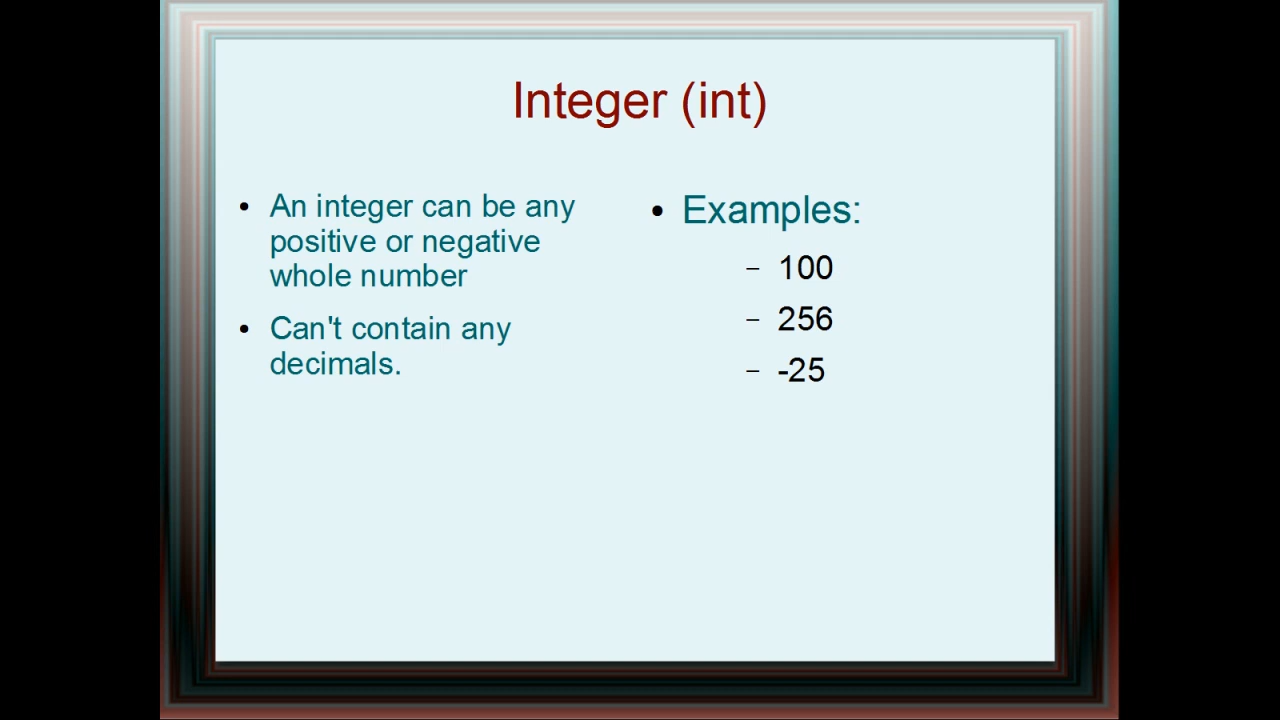 Integer (int)
• An integer can be any
positive or negative
whole number
• Can't contain any
decimals.
• Examples:
– 100
– 256
– -25